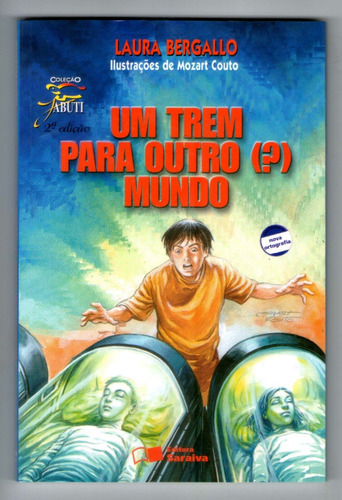 LAURA BERGALLO
Ilustrações de Mozart Couto
COLEÇÃO
JABUTI
2ª edição
UM TREM
PARA OUTRO (?)
MUNDO
nova
ortografia
Editora
Saraiva